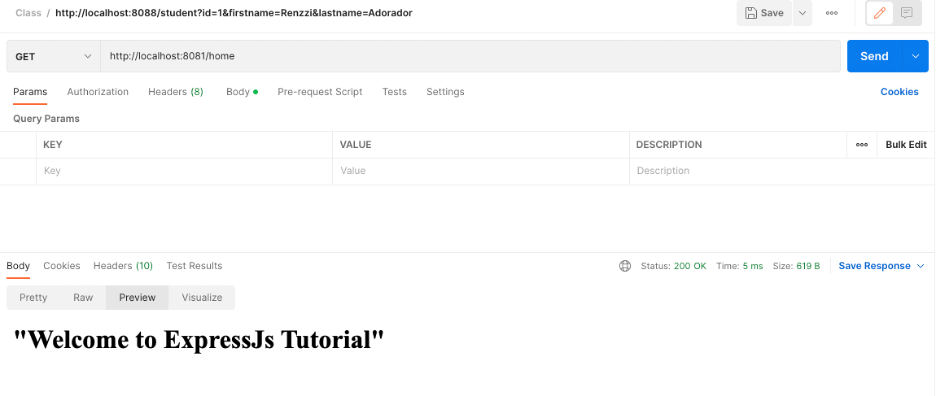 Class / http://localhost:8088/student?id=1&firstname=Renzzi&lastname=Adorador Save
GET http://localhost:8081/home Send
Params Authorization Headers (8) Body Pre-request Script Tests Settings Cookies
Query Params
KEY VALUE DESCRIPTION Bulk Edit
Key Value Description
Body Cookies Headers (10) Test Results Status: 200 OK Time: 5 ms Size: 619 B Save Response
Pretty Raw Preview Visualize
"Welcome to ExpressJs Tutorial"